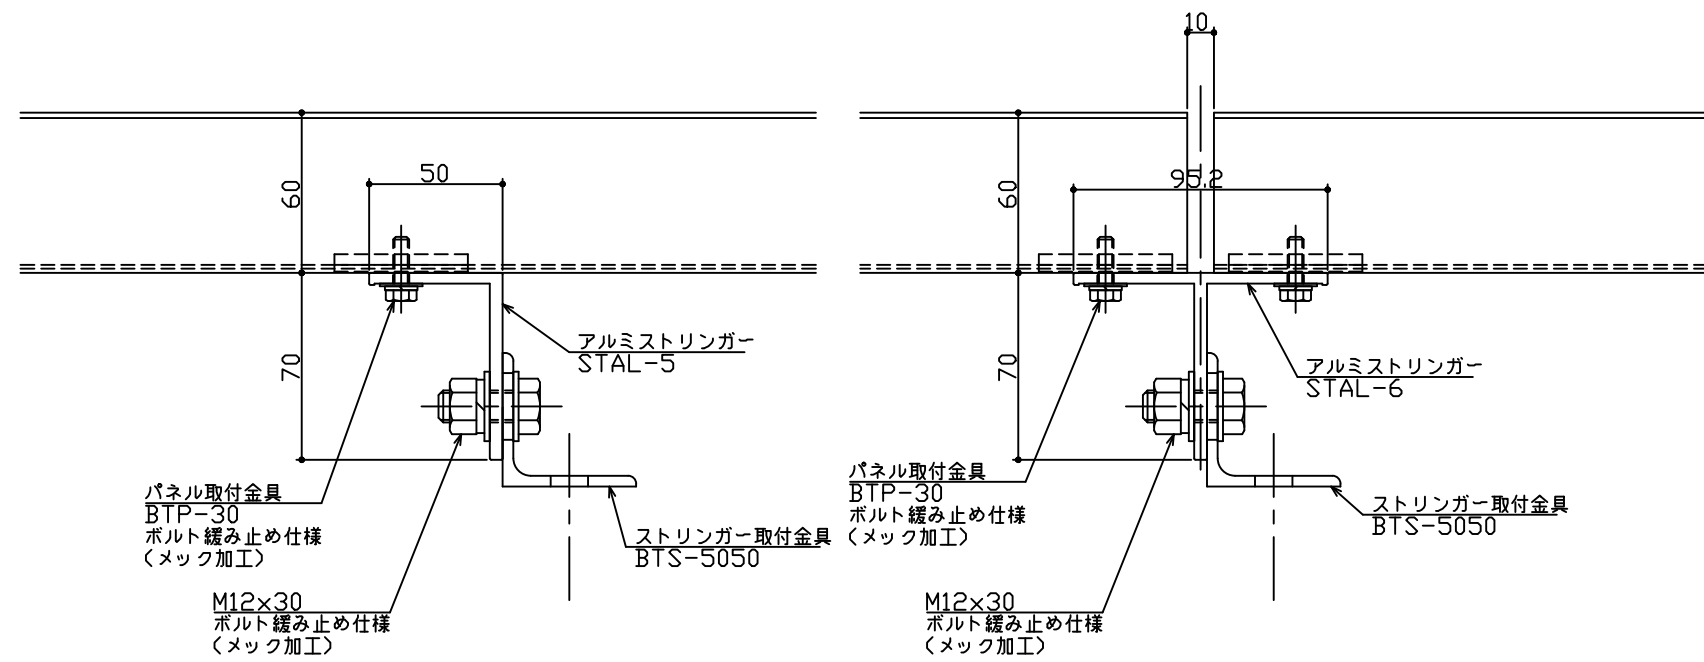 10
50
95.2
60
60
70
70
アルミストリンガー
STAL-5
アルミストリンガー
STAL-6
パネル取付金具
BTP-30
ボルト緩み止め仕様
(メック加工)
ストリンガー取付金具
BTS-5050
M12x30
ボルト緩み止め仕様
(メック加工)
パネル取付金具
BTP-30
ボルト緩み止め仕様
(メック加工)
ストリンガー取付金具
BTS-5050
M12x30
ボルト緩み止め仕様
(メック加工)